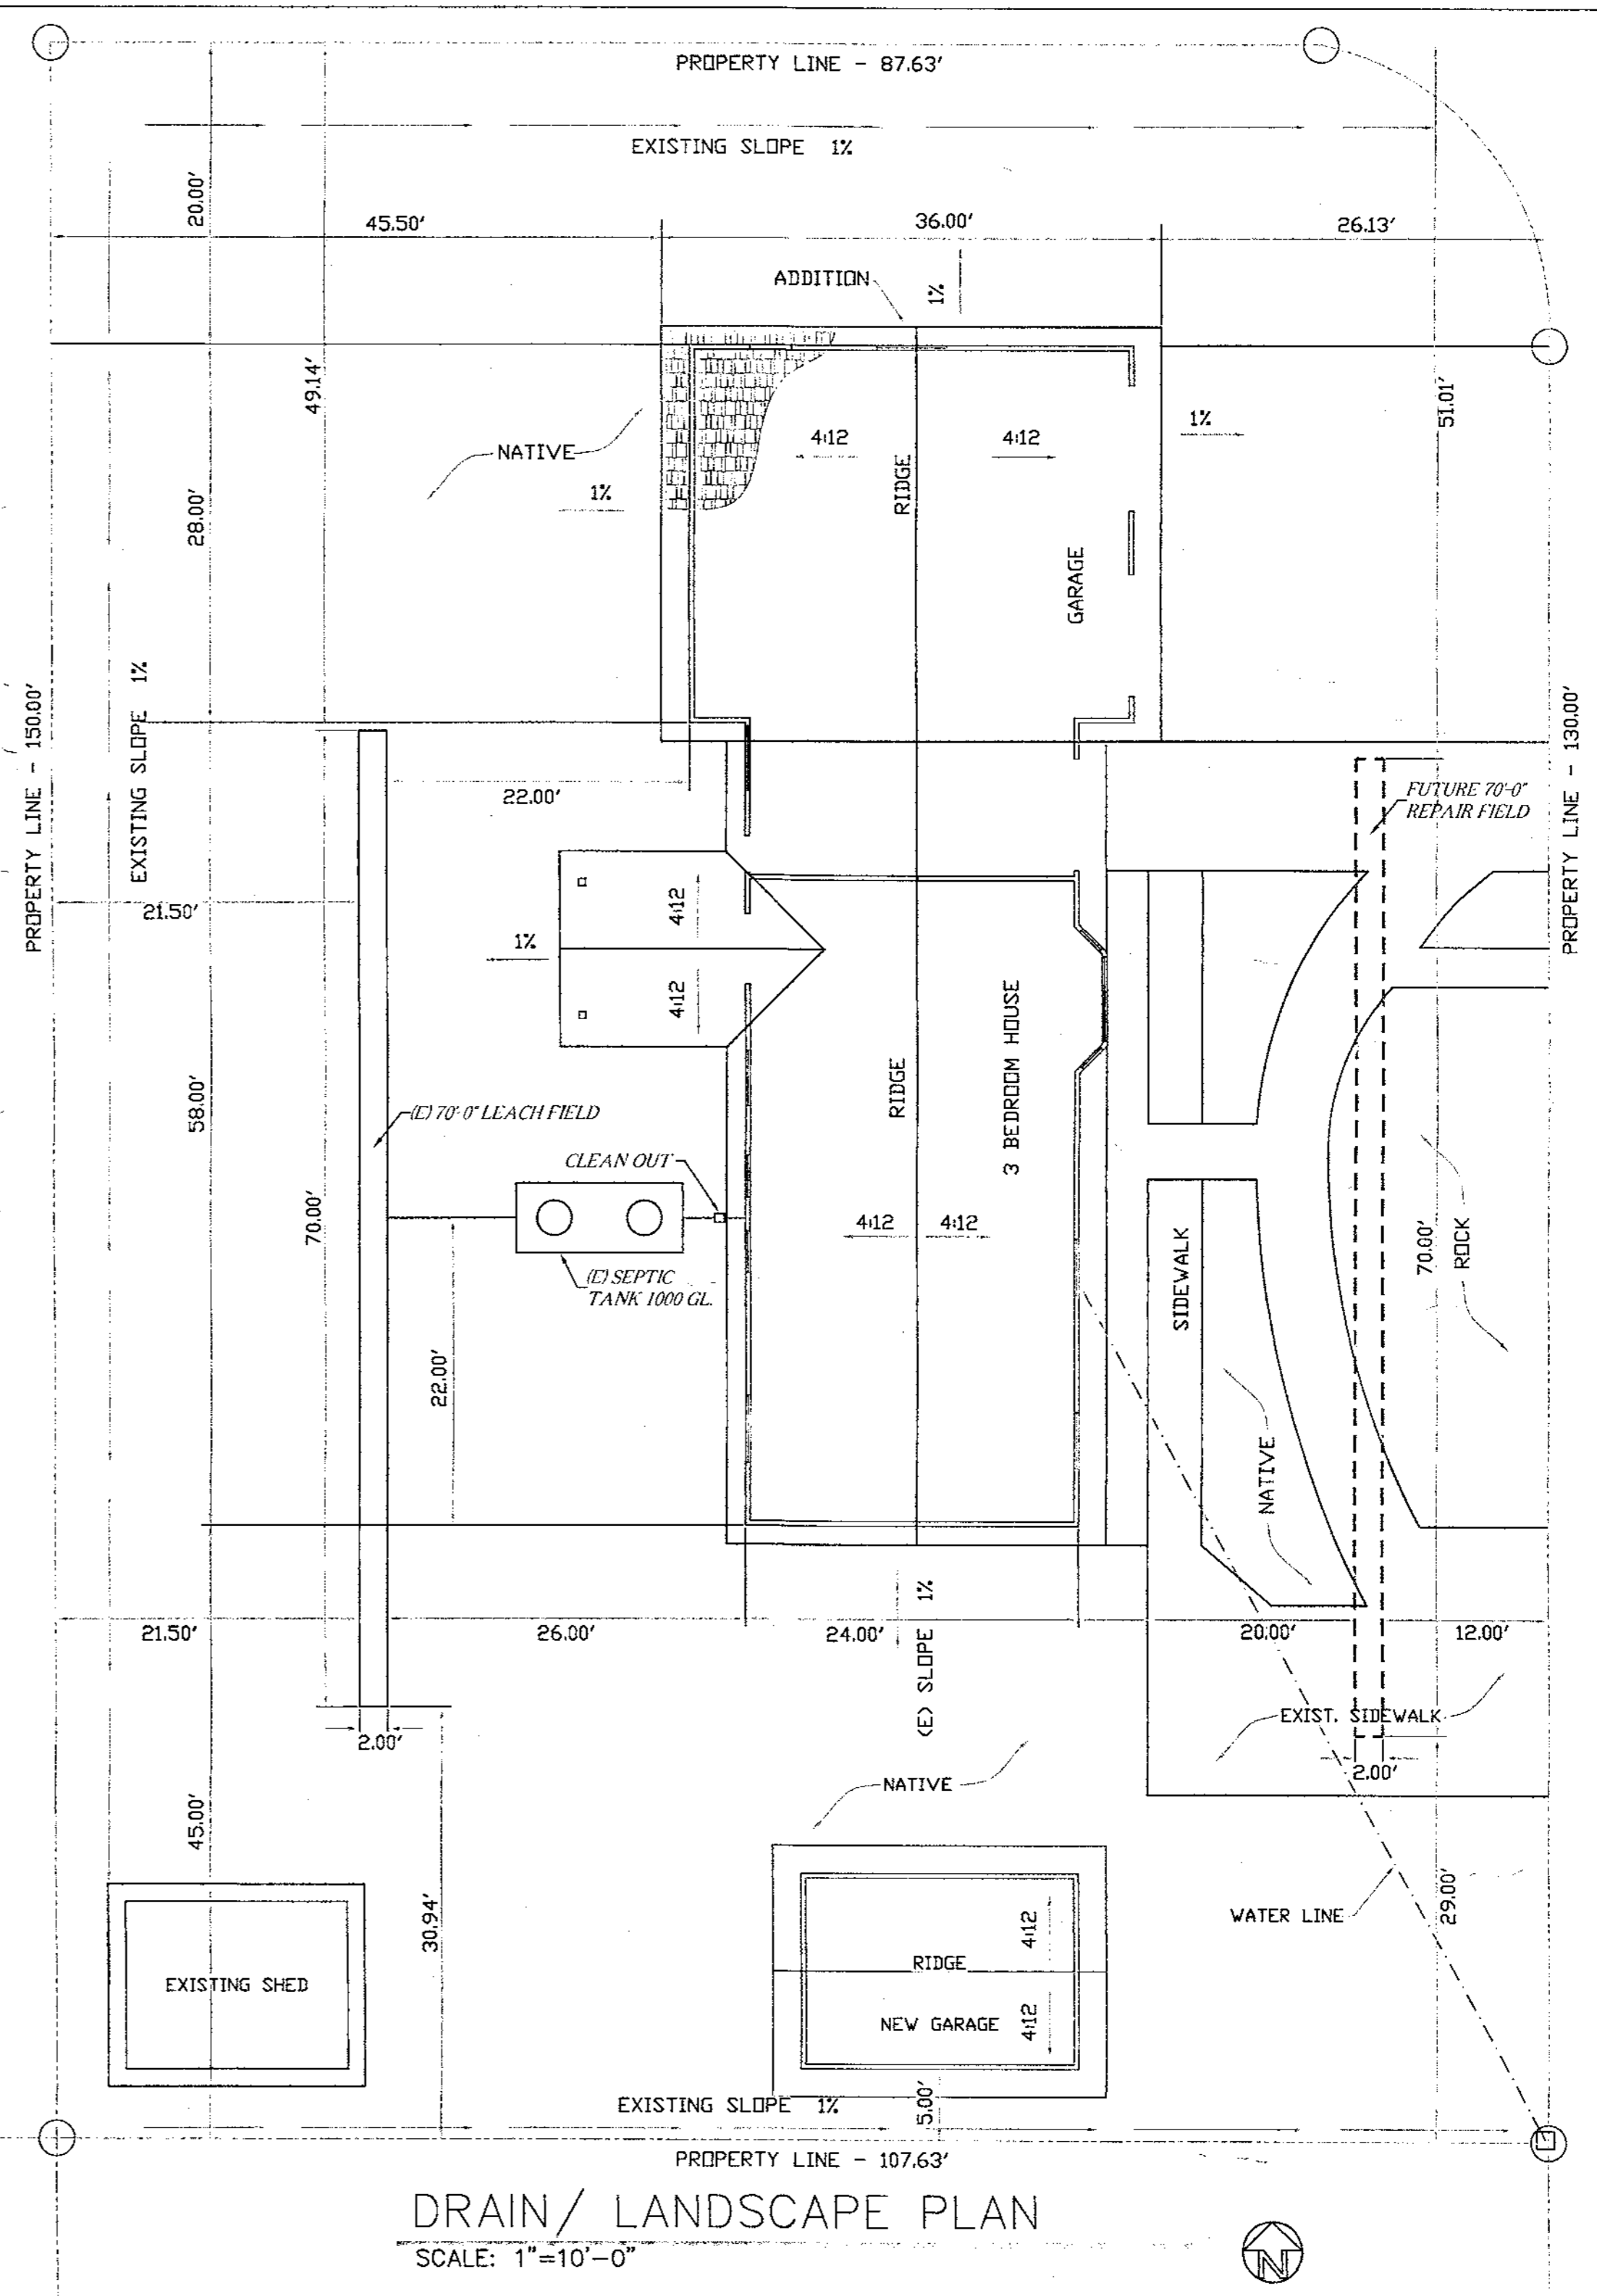 PROPERTY LINE - 87.63'
EXISTING SLOPE 1%
20.00'
45.50'
36.00'
26.13'
ADDITION
1%
49.14'
51.01'
NATIVE
1%
4:12
4:12
1%
RIDGE
28.00'
GARAGE
PROPERTY LINE - 150.00'
EXISTING SLOPE 1%
PROPERTY LINE - 130.00'
22.00'
FUTURE 70'-0"
REPAIR FIELD
21.50'
4:12
1%
4:12
3 BEDROOM HOUSE
RIDGE
58.00'
(E) 70'-0" LEACH FIELD
CLEAN OUT
70.00'
4:12
4:12
(E) SEPTIC
TANK 1000 GL.
SIDEWALK
70.00'
ROCK
22.00'
NATIVE
21.50'
26.00'
24.00'
(E) SLOPE 1%
20.00'
12.00'
EXIST. SIDEWALK
2.00'
2.00'
NATIVE
45.00'
30.94'
WATER LINE
29.00'
EXISTING SHED
RIDGE
4:12
NEW GARAGE
4:12
EXISTING SLOPE 1%
5.00'
PROPERTY LINE - 107.63'
DRAIN/ LANDSCAPE PLAN
SCALE: 1"=10'-0"
N